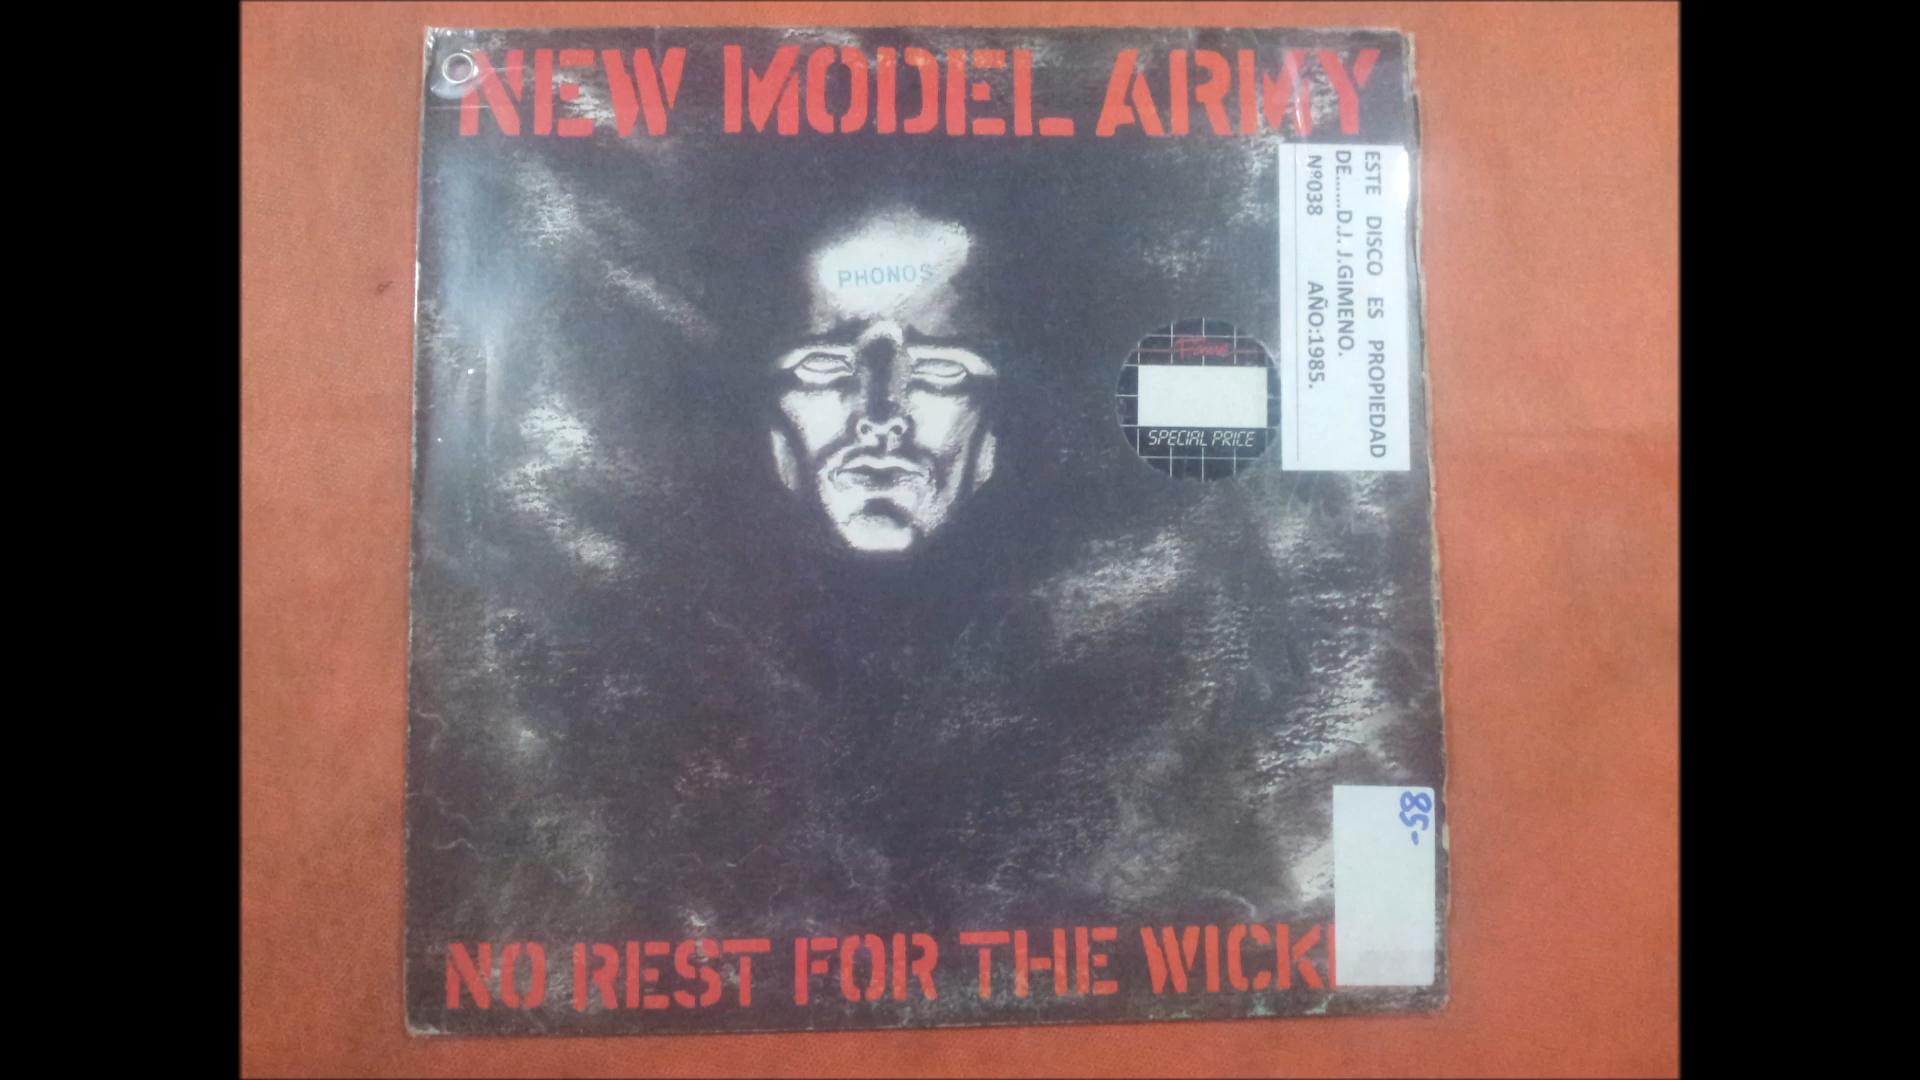 NEW MODEL ARMY
PHONOS
Fame
SPECIAL PRICE
ESTE DISCO ES PROPIEDAD
DE......D.J. J.GIMENO.
Nº038 AÑO:1985.
85-
NO REST FOR THE WICK